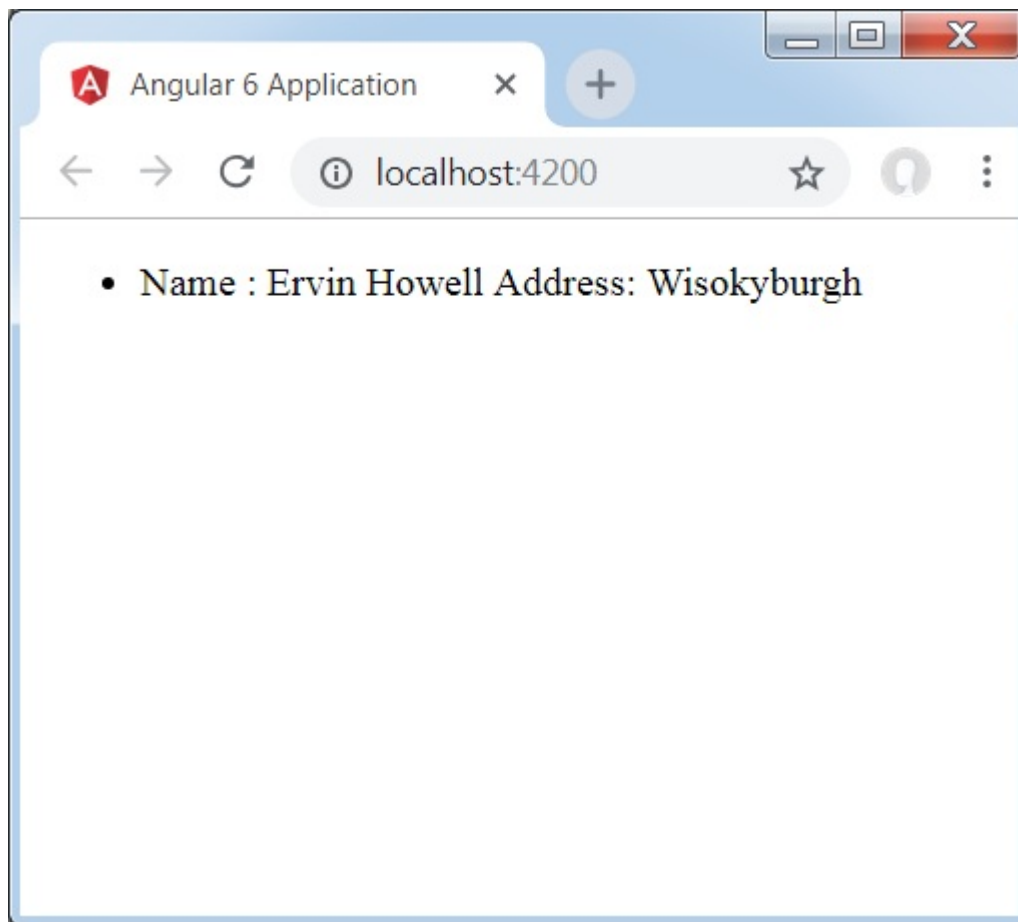 Angular 6 Application
localhost:4200
• Name : Ervin Howell Address: Wisokyburgh